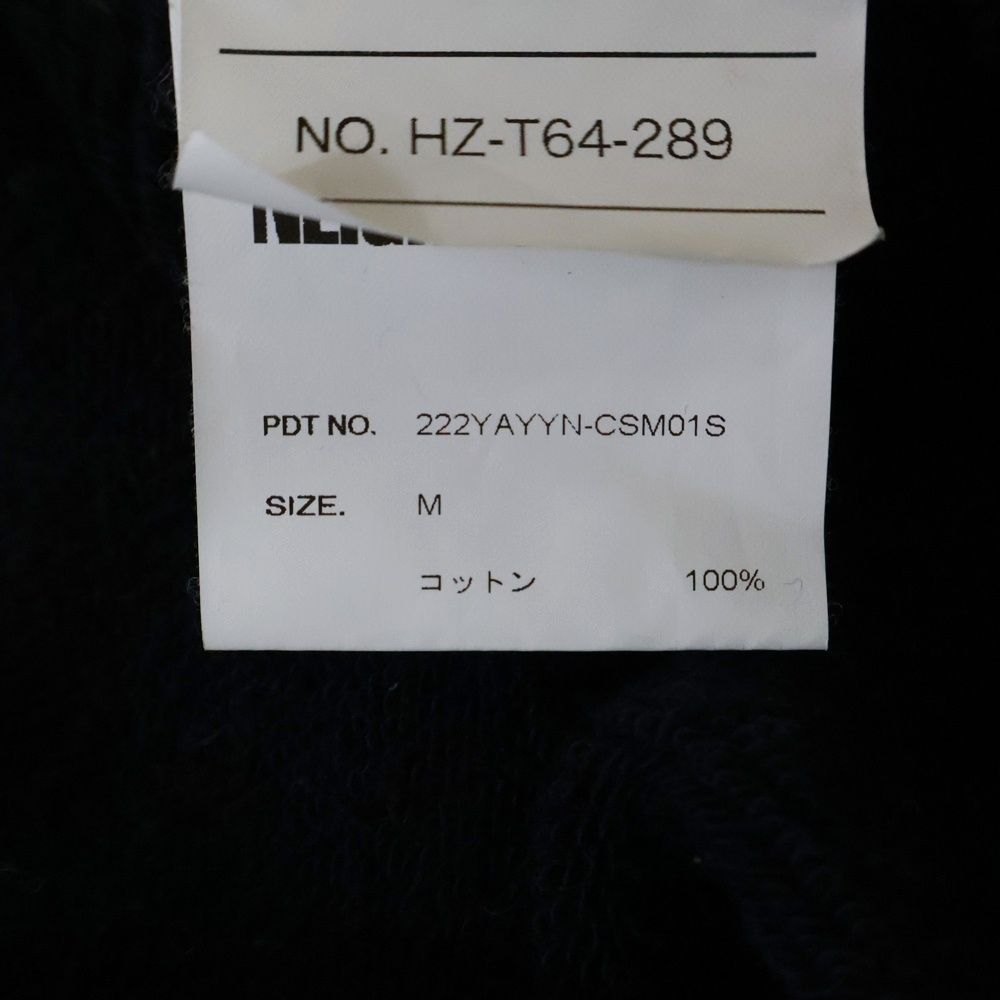 NO. HZ-T64-289
PDT NO. 222YAYYN-CSM01S
SIZE. M
コットン 100%